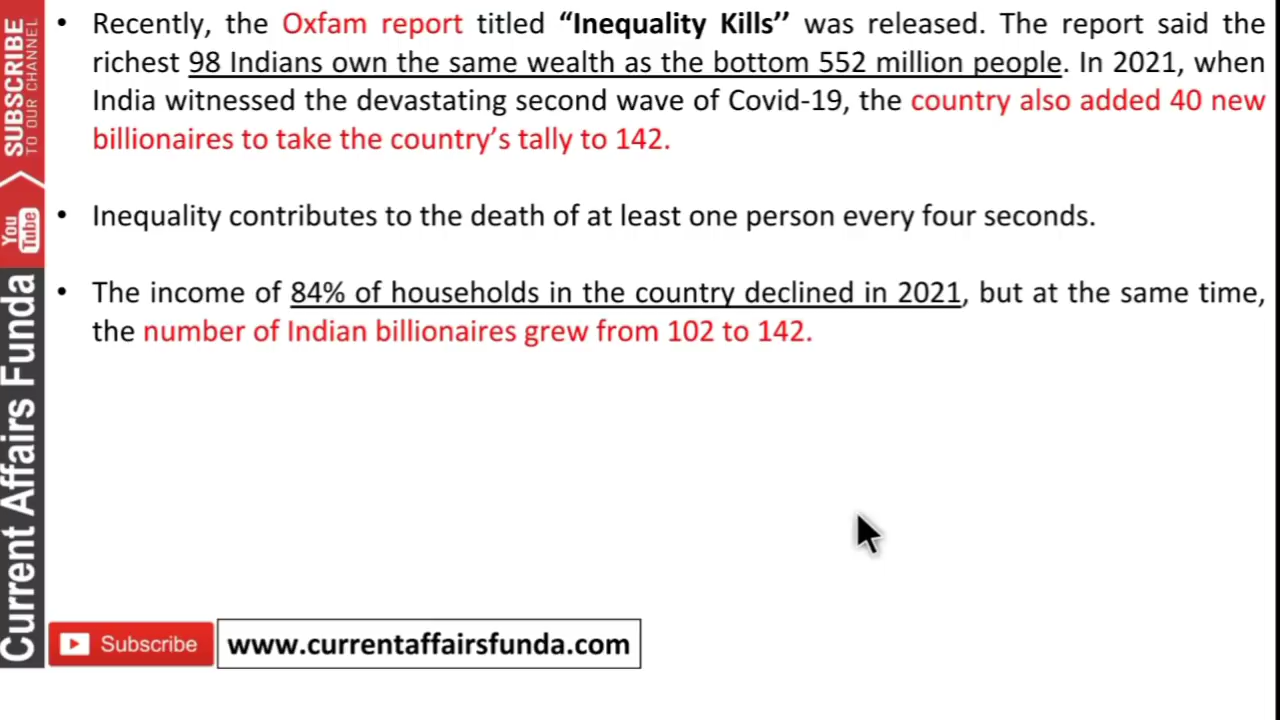 • Recently, the Oxfam report titled “Inequality Kills’’ was released. The report said the
richest 98 Indians own the same wealth as the bottom 552 million people. In 2021, when
India witnessed the devastating second wave of Covid-19, the country also added 40 new
billionaires to take the country’s tally to 142.
• Inequality contributes to the death of at least one person every four seconds.
• The income of 84% of households in the country declined in 2021, but at the same time,
the number of Indian billionaires grew from 102 to 142.
SUBSCRIBE
TO OUR CHANNEL
You Tube
Current Affairs Funda
Subscribe
www.currentaffairsfunda.com